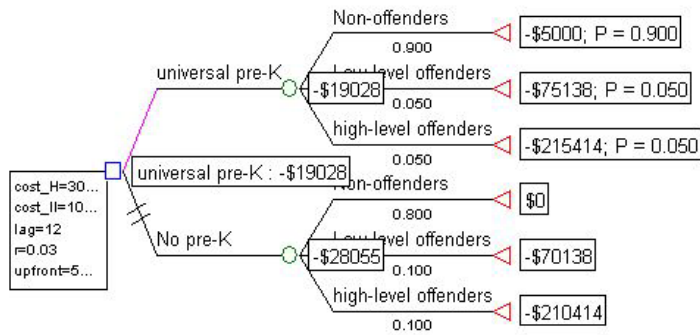 Non-offenders
0.900
-$5000; P = 0.900
universal pre-K
-$19028
Low-level offenders
0.050
-$75138; P = 0.050
high-level offenders
0.050
-$215414; P = 0.050
cost_H=30...
cost_ll=10...
lag=12
r=0.03
upfront=5...
universal pre-K : -$19028
Non-offenders
0.800
$0
No pre-K
-$28055
Low-level offenders
0.100
-$70138
high-level offenders
0.100
-$210414